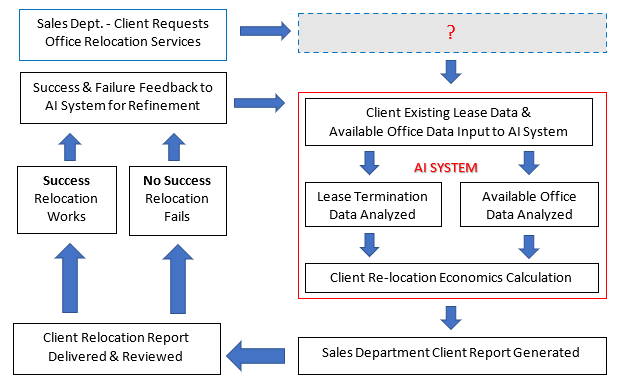 Sales Dept. - Client Requests
Office Relocation Services
?
Success & Failure Feedback to
AI System for Refinement
Client Existing Lease Data &
Available Office Data Input to AI System
AI SYSTEM
Lease Termination
Data Analyzed
Available Office
Data Analyzed
Success
Relocation
Works
No Success
Relocation
Fails
Client Re-location Economics Calculation
Client Relocation Report
Delivered & Reviewed
Sales Department Client Report Generated